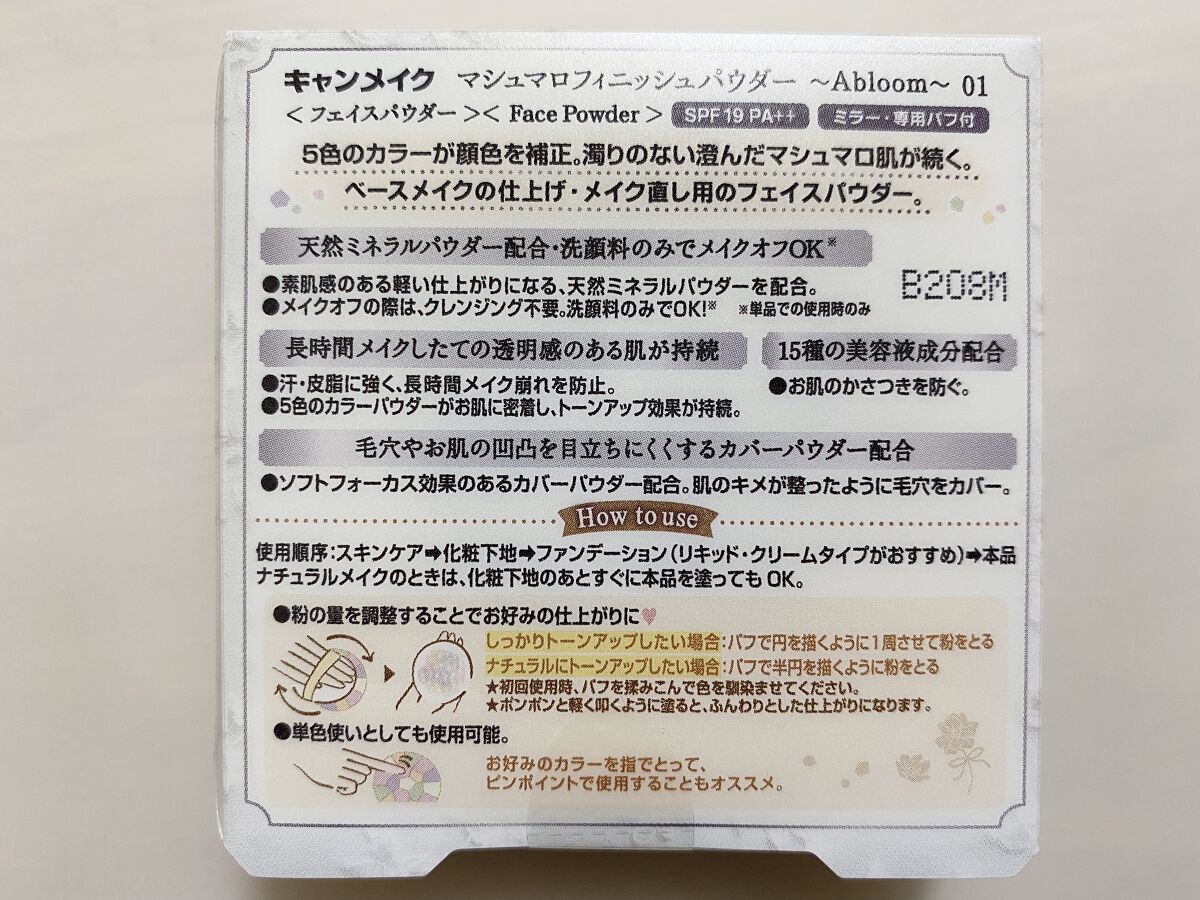 キャンメイク マシュマロフィニッシュパウダー ～Abloom～ 01
＜フェイスパウダー＞＜Face Powder＞ SPF19 PA++ ミラー・専用パフ付
5色のカラーが顔色を補正。濁りのない澄んだマシュマロ肌が続く。
ベースメイクの仕上げ・メイク直し用のフェイスパウダー。
天然ミネラルパウダー配合・洗顔料のみでメイクオフOK※
●素肌感のある軽い仕上がりになる、天然ミネラルパウダーを配合。
B208M
●メイクオフの際は、クレンジング不要。洗顔料のみでOK!※ ※単品での使用時のみ
長時間メイクしたての透明感のある肌が持続
●汗・皮脂に強く、長時間メイク崩れを防止。
●5色のカラーパウダーがお肌に密着し、トーンアップ効果が持続。
15種の美容液成分配合
●お肌のかさつきを防ぐ。
毛穴やお肌の凹凸を目立ちにくくするカバーパウダー配合
●ソフトフォーカス効果のあるカバーパウダー配合。肌のキメが整ったように毛穴をカバー。
How to use
使用順序:スキンケア➡化粧下地➡ファンデーション(リキッド・クリームタイプがおすすめ)➡本品
ナチュラルメイクのときは、化粧下地のあとすぐに本品を塗ってもOK。
●粉の量を調整することでお好みの仕上がりに♥
しっかりトーンアップしたい場合:パフで円を描くように1周させて粉をとる
ナチュラルにトーンアップしたい場合:パフで半円を描くように粉をとる
★初回使用時、パフを揉みこんで色を馴染ませてください。
★ポンポンと軽く叩くように塗ると、ふんわりとした仕上がりになります。
●単色使いとしても使用可能。
お好みのカラーを指でとって、
ピンポイントで使用することもオススメ。